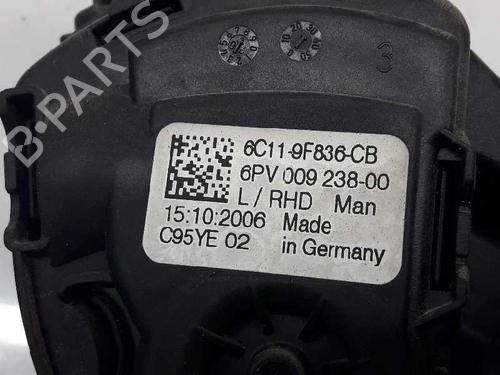 3
6C11-9F836-CB
6PV 009 238-00
L / RHD Man
15:10:2006 Made
C95YE 02 in Germany
B-PARTS